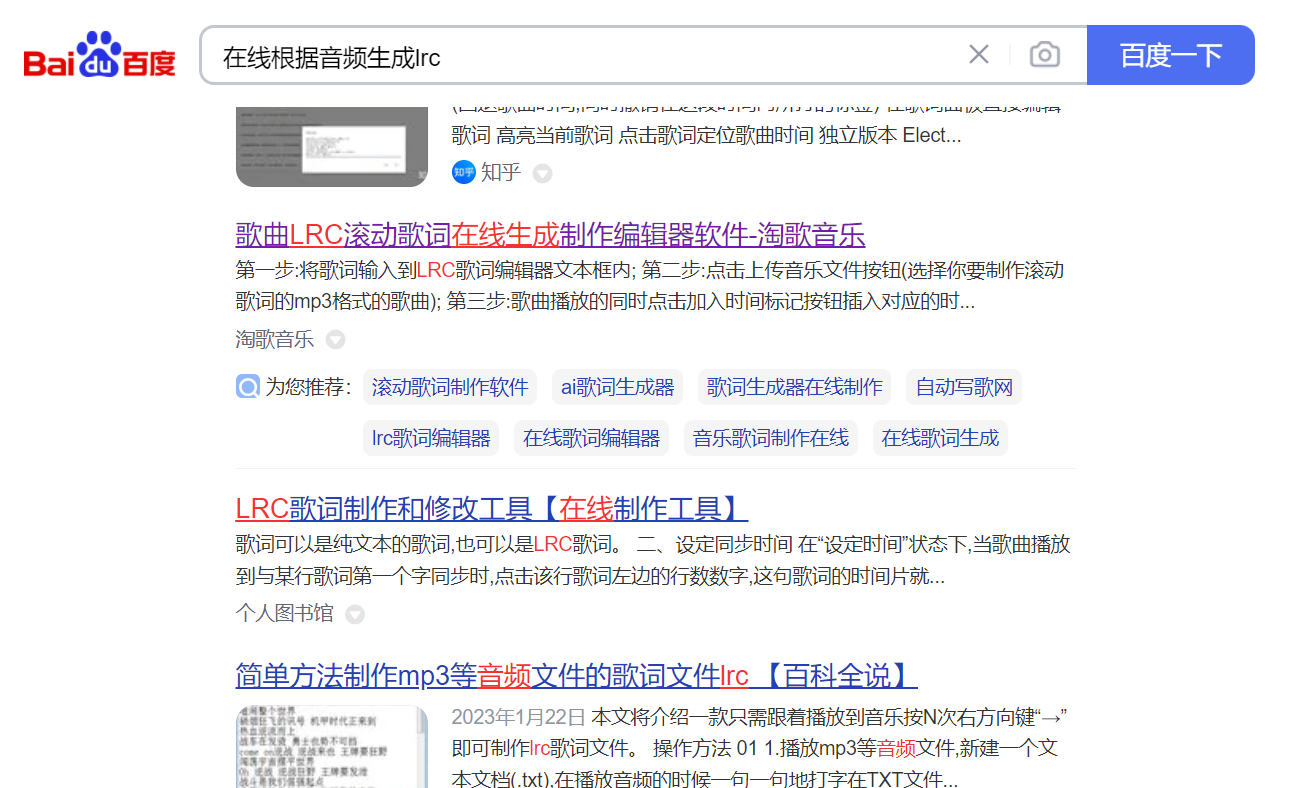 Bai du 百度
在线根据音频生成lrc
百度一下
歌词 高亮当前歌词 点击歌词定位歌曲时间 独立版本 Elect...
知乎 知乎
歌曲LRC滚动歌词在线生成制作编辑器软件-淘歌音乐
第一步:将歌词输入到LRC歌词编辑器文本框内; 第二步:点击上传音乐文件按钮(选择你要制作滚动
歌词的mp3格式的歌曲); 第三步:歌曲播放的同时点击加入时间标记按钮插入对应的时...
淘歌音乐
为您推荐: 滚动歌词制作软件 ai歌词生成器 歌词生成器在线制作 自动写歌网
lrc歌词编辑器 在线歌词编辑器 音乐歌词制作在线 在线歌词生成
LRC歌词制作和修改工具【在线制作工具】
歌词可以是纯文本的歌词,也可以是LRC歌词。 二、设定同步时间 在“设定时间”状态下,当歌曲播放
到与某行歌词第一个字同步时,点击该行歌词左边的行数数字,这句歌词的时间片就...
个人图书馆
简单方法制作mp3等音频文件的歌词文件lrc 【百科全说】
2023年1月22日 本文将介绍一款只需跟着播放到音乐按N次右方向键“→”
即可制作lrc歌词文件。 操作方法 01 1.播放mp3等音频文件,新建一个文
本文档(.txt),在播放音频的时候一句一句地打字在TXT文件...